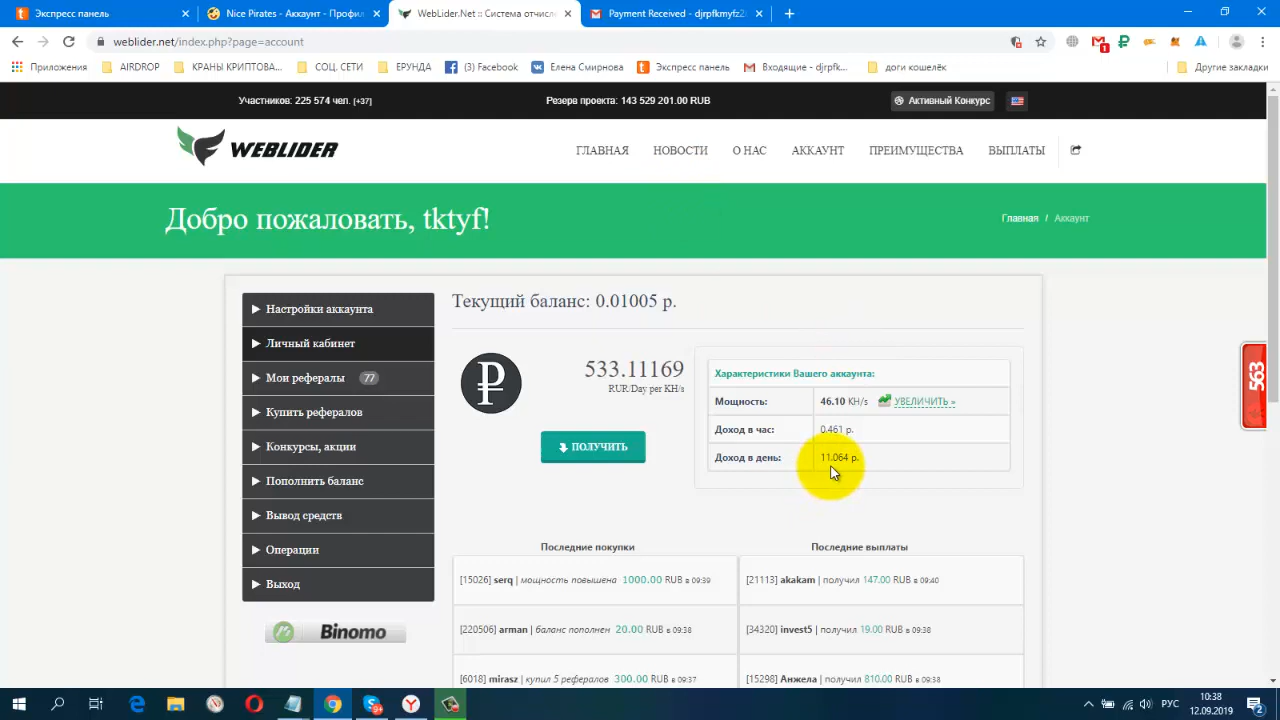 Экспресс панель
Nice Pirates - Аккаунт - Профил
WebLider.Net :: Система отчисл
Payment Received - djrpfkmyfz2
weblider.net/index.php?page=account
1
Приложения
AIRDROP
КРАНЫ КРИПТОВА...
СОЦ. СЕТИ
ЕРУНДА
(3) Facebook
Елена Смирнова
Экспресс панель
Входящие - djrpfk...
доги кошелёк
Другие закладки
Участников: 225 574 чел. [+37]
Резерв проекта: 143 529 201.00 RUB
Активный Конкурс
WEBLIDER
ГЛАВНАЯ
НОВОСТИ
О НАС
АККАУНТ
ПРЕИМУЩЕСТВА
ВЫПЛАТЫ
Добро пожаловать, tktyf!
Главная / Аккаунт
Настройки аккаунта
Личный кабинет
Мои рефералы 77
Купить рефералов
Конкурсы, акции
Пополнить баланс
Вывод средств
Операции
Выход
Binomo
Текущий баланс: 0.01005 р.
533.11169
RUR/Day per KH/s
ПОЛУЧИТЬ
Характеристики Вашего аккаунта:
Мощность: 46.10 KH/s УВЕЛИЧИТЬ »
Доход в час: 0.461 р.
Доход в день: 11.064 р.
563
Последние покупки
[15026] serq | мощность повышена 1000.00 RUB в 09:39
[220506] arman | баланс пополнен 20.00 RUB в 09:38
[6018] mirasz | купил 5 рефералов 300.00 RUB в 09:37
Последние выплаты
[21113] akakam | получил 147.00 RUB в 09:40
[34320] invest5 | получил 19.00 RUB в 09:38
[15298] Анжела | получил 810.00 RUB в 09:38
РУС
10:38
12.09.2019
2